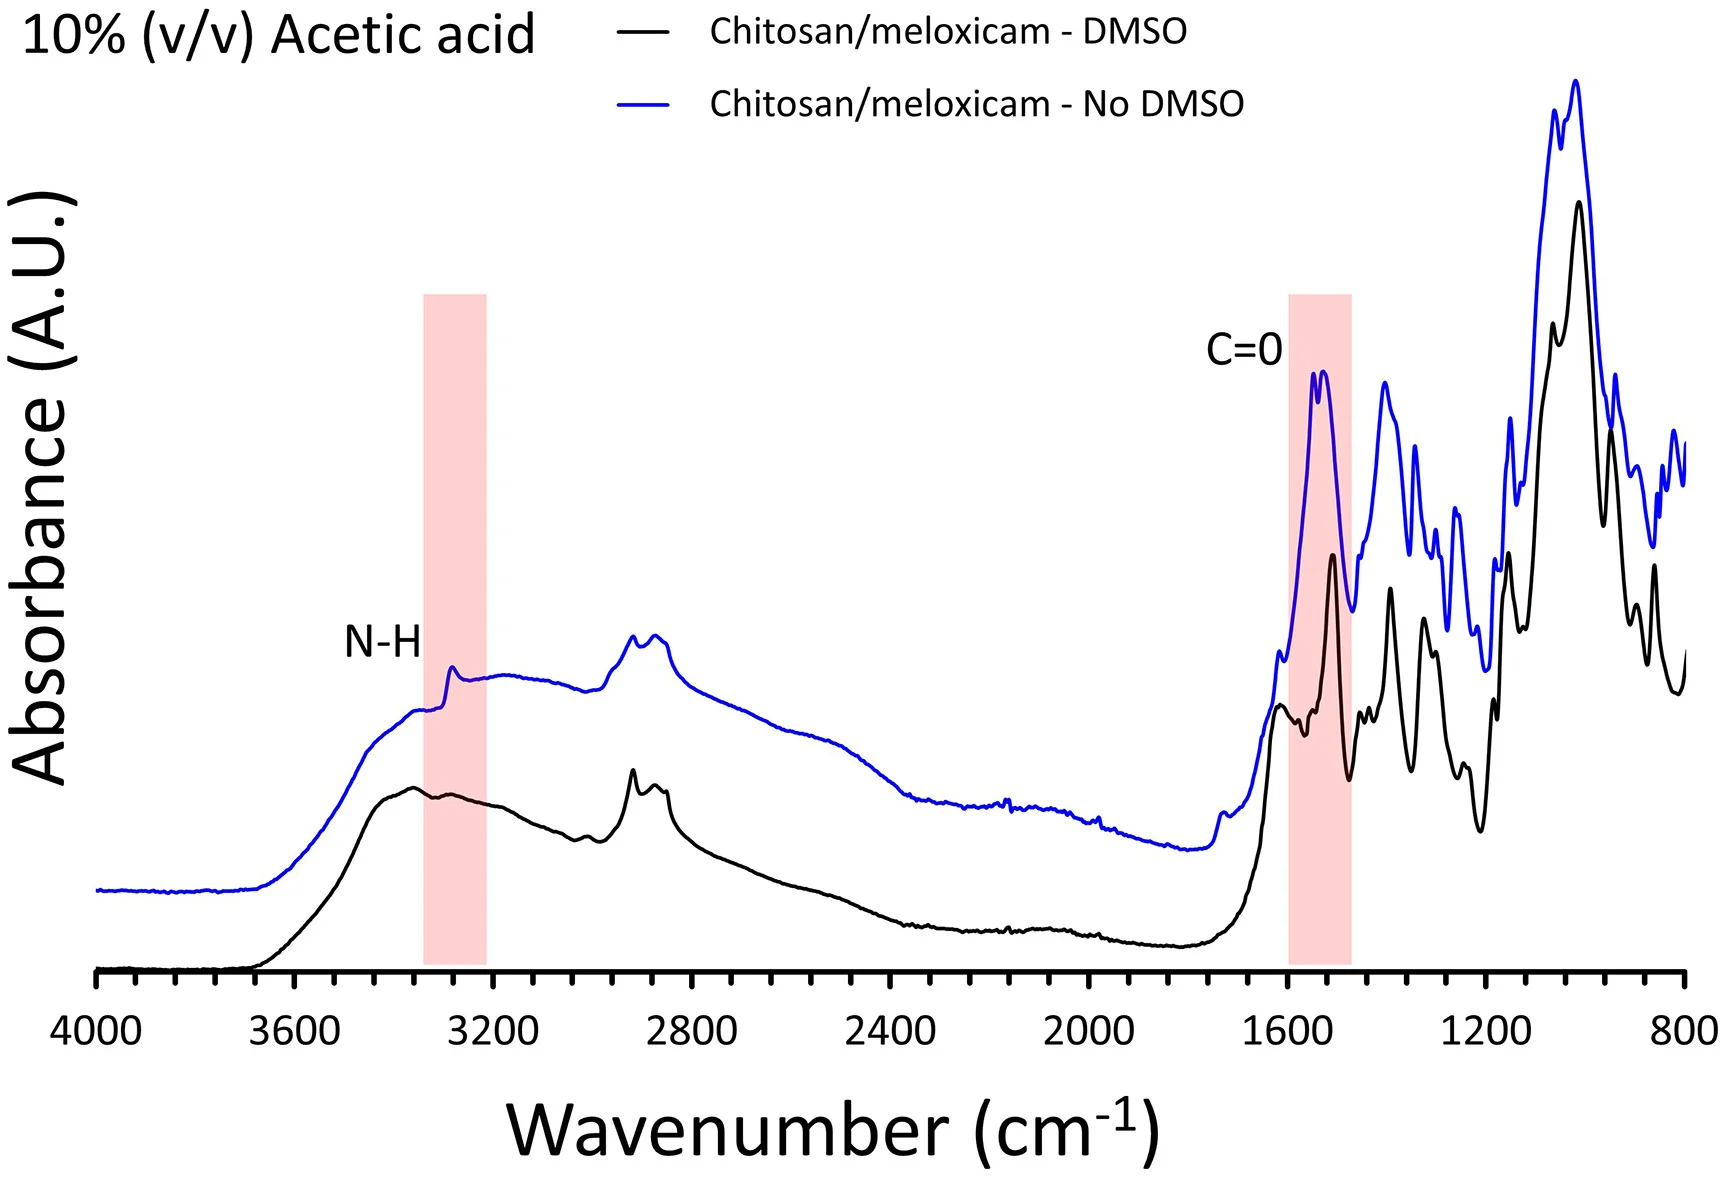 10% (v/v) Acetic acid
Chitosan/meloxicam - DMSO
Chitosan/meloxicam - No DMSO
Absorbance (A.U.)
C=0
N-H
4000 3600 3200 2800 2400 2000 1600 1200 800
Wavenumber (cm-1)